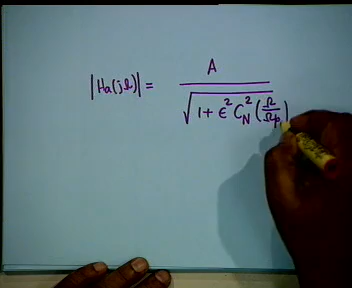 |Ha(jΩ)| = A / √(1 + ε² C_N² (Ω/Ωp))